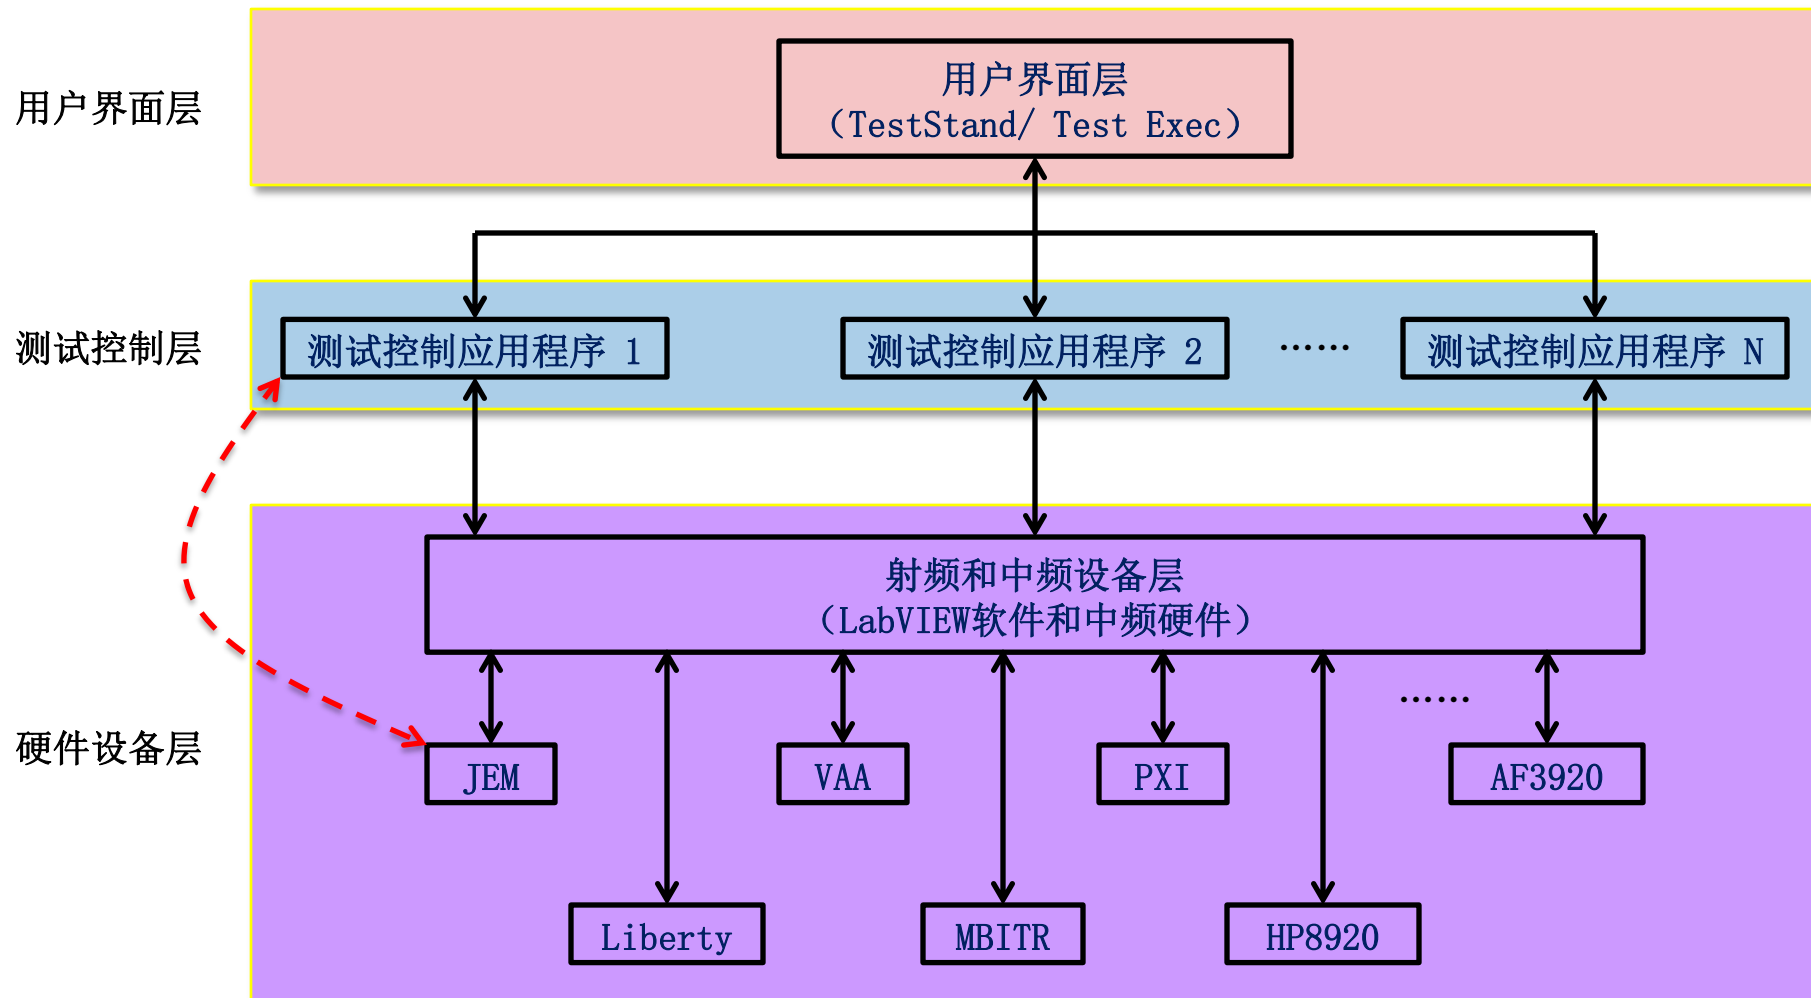 用户界面层
用户界面层
（TestStand/ Test Exec）
测试控制层
测试控制应用程序 1
测试控制应用程序 2
……
测试控制应用程序 N
射频和中频设备层
（LabVIEW软件和中频硬件）
……
硬件设备层
JEM
VAA
PXI
AF3920
Liberty
MBITR
HP8920